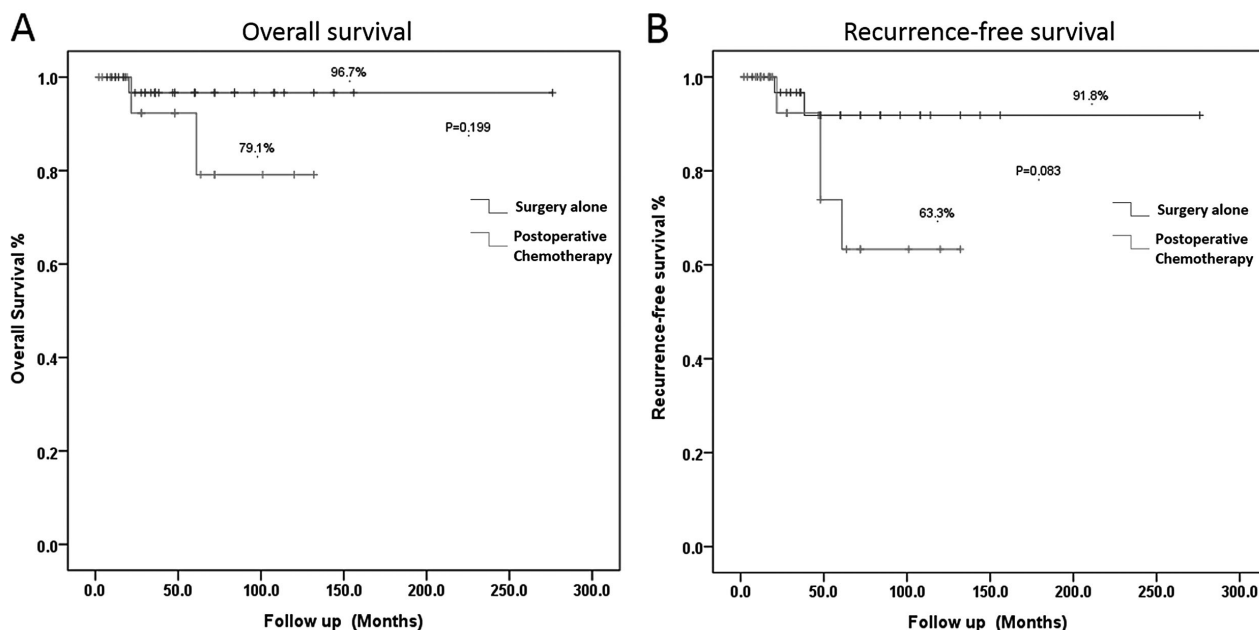 A
Overall survival
1.0
0.8
0.6
0.4
0.2
0.0
Overall Survival %
96.7%
P=0.199
79.1%
Surgery alone
Postoperative
Chemotherapy
0.0 50.0 100.0 150.0 200.0 250.0 300.0
Follow up (Months)
B
Recurrence-free survival
1.0
0.8
0.6
0.4
0.2
0.0
Recurrence-free survival %
91.8%
P=0.083
63.3%
Surgery alone
Postoperative
Chemotherapy
0.0 50.0 100.0 150.0 200.0 250.0 300.0
Follow up (Months)